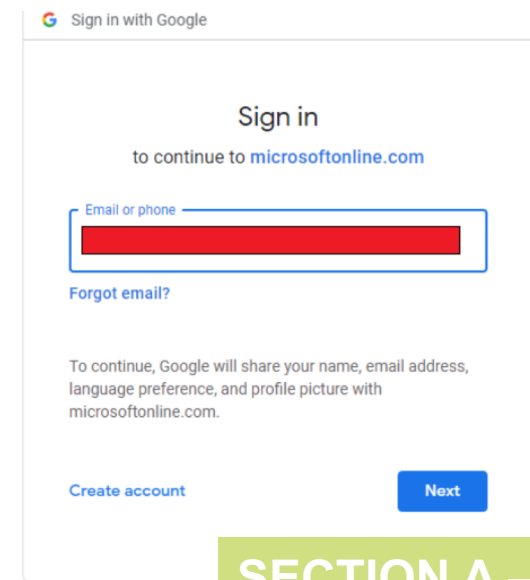 Sign in with Google
Sign in
to continue to microsoftonline.com
Email or phone
Forgot email?
To continue, Google will share your name, email address,
language preference, and profile picture with
microsoftonline.com.
Create account
Next
SECTION A